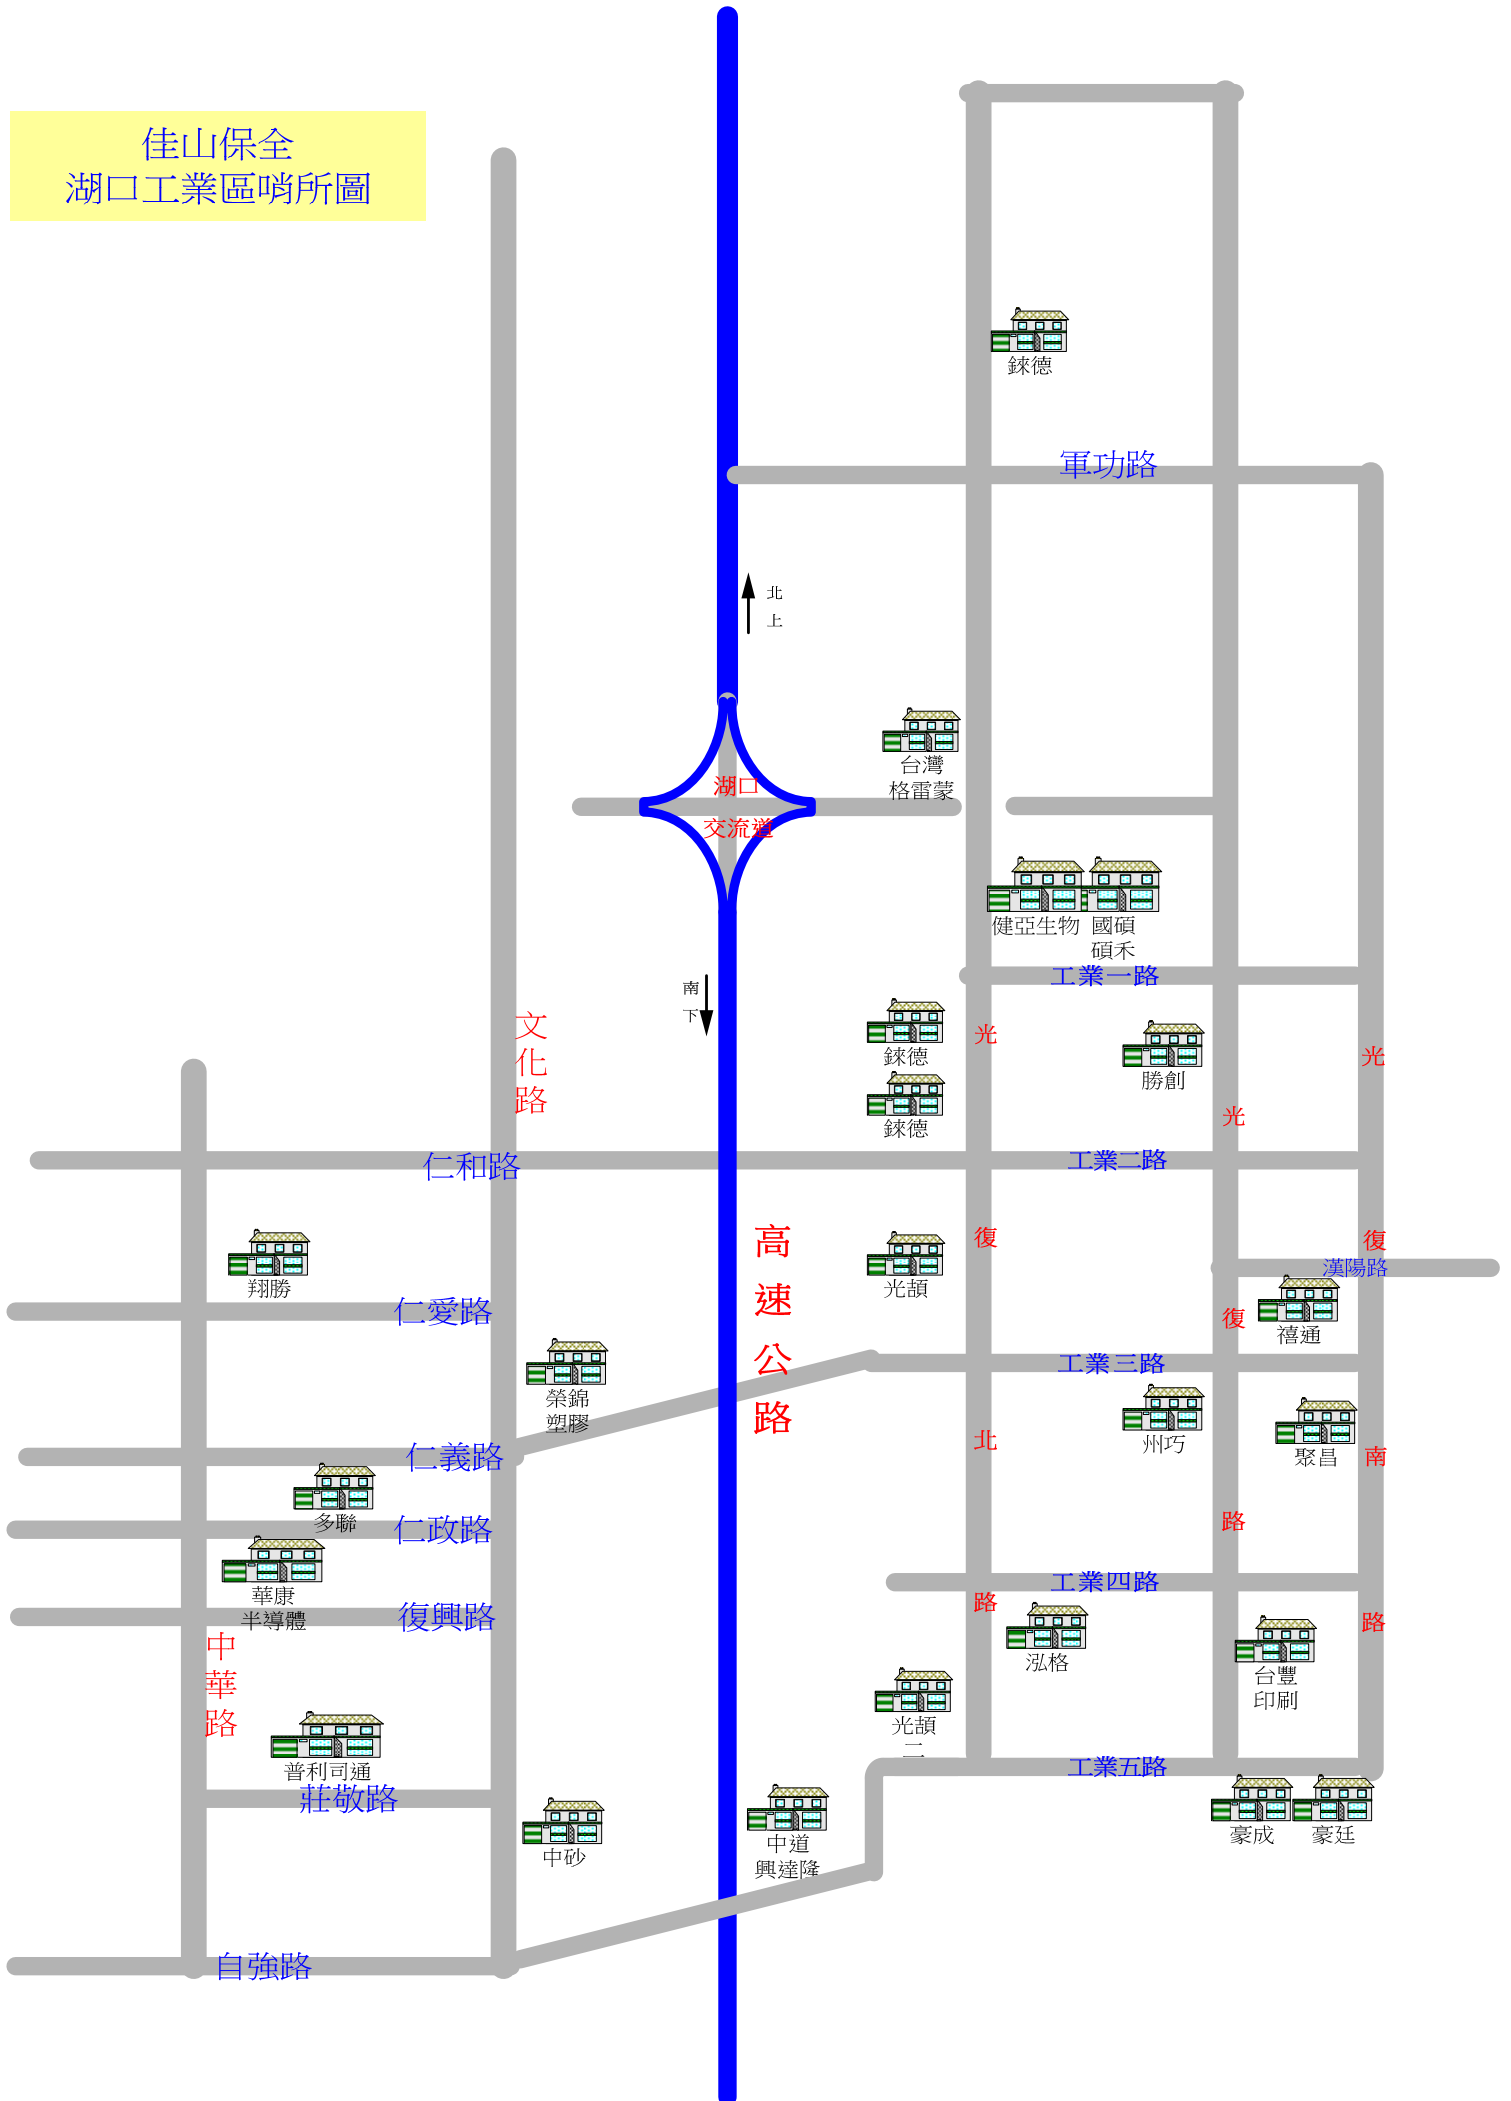 佳山保全
湖口工業區哨所圖
錸德
軍功路
北
上
台灣
格雷蒙
湖口
交流道
健亞生物
國碩
碩禾
工業一路
南
下
文
化
路
光
復
北
路
光
復
路
光
復
南
路
錸德
勝創
錸德
仁和路
工業二路
高
速
公
路
翔勝
光頡
漢陽路
仁愛路
禧通
工業三路
榮錦
塑膠
州巧
聚昌
仁義路
多聯
仁政路
華康
半導體
工業四路
復興路
中
華
路
泓格
台豐
印刷
光頡
二
普利司通
工業五路
莊敬路
中砂
中道
興達隆
豪成
豪廷
自強路